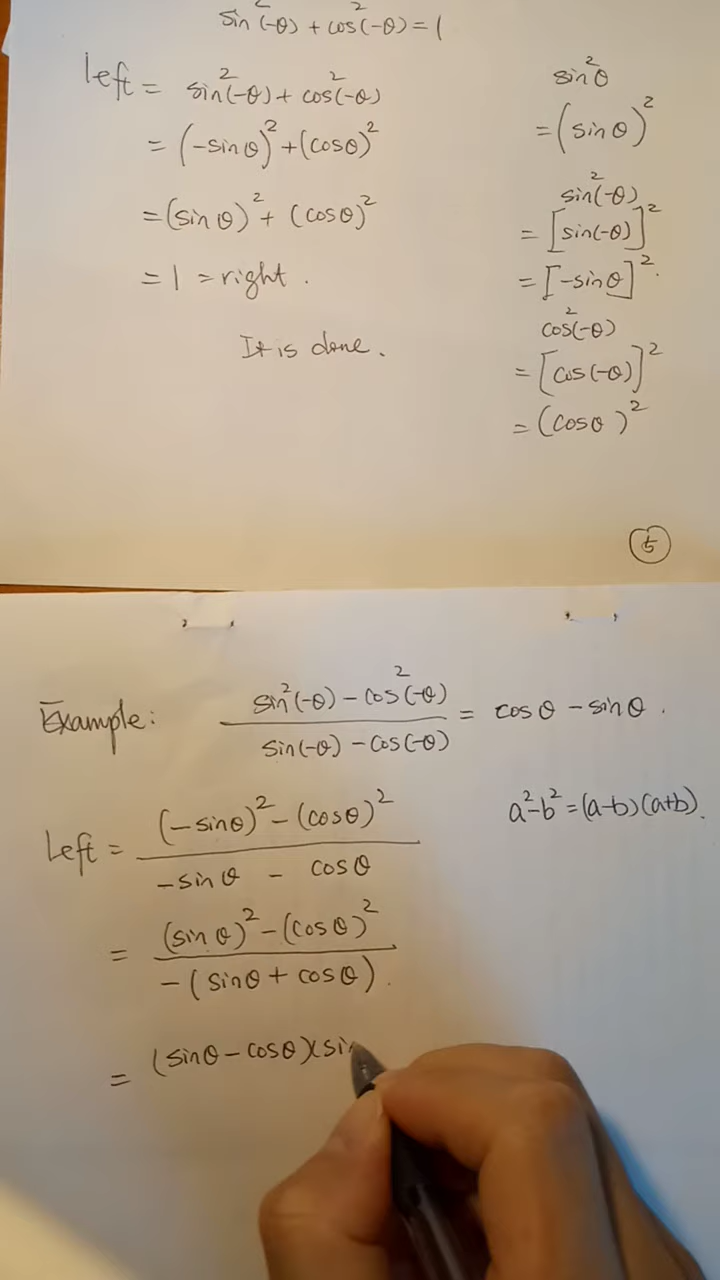 sin²(-θ) + cos²(-θ) = 1
left = sin²(-θ) + cos²(-θ)
= (-sinθ)² + (cosθ)²
= (sinθ)² + (cosθ)²
= 1 = right.
It is done.
sin²θ
= (sinθ)²
sin²(-θ)
= [sin(-θ)]²
= [-sinθ]².
cos²(-θ)
= [cos(-θ)]²
= (cosθ)²
5
Example: (sin²(-θ) - cos²(-θ)) / (sin(-θ) - cos(-θ)) = cosθ - sinθ.
Left = ((-sinθ)² - (cosθ)²) / (-sinθ - cosθ)
a²-b²=(a-b)(a+b).
= ((sinθ)² - (cosθ)²) / (-(sinθ + cosθ)).
= (sinθ - cosθ)(si